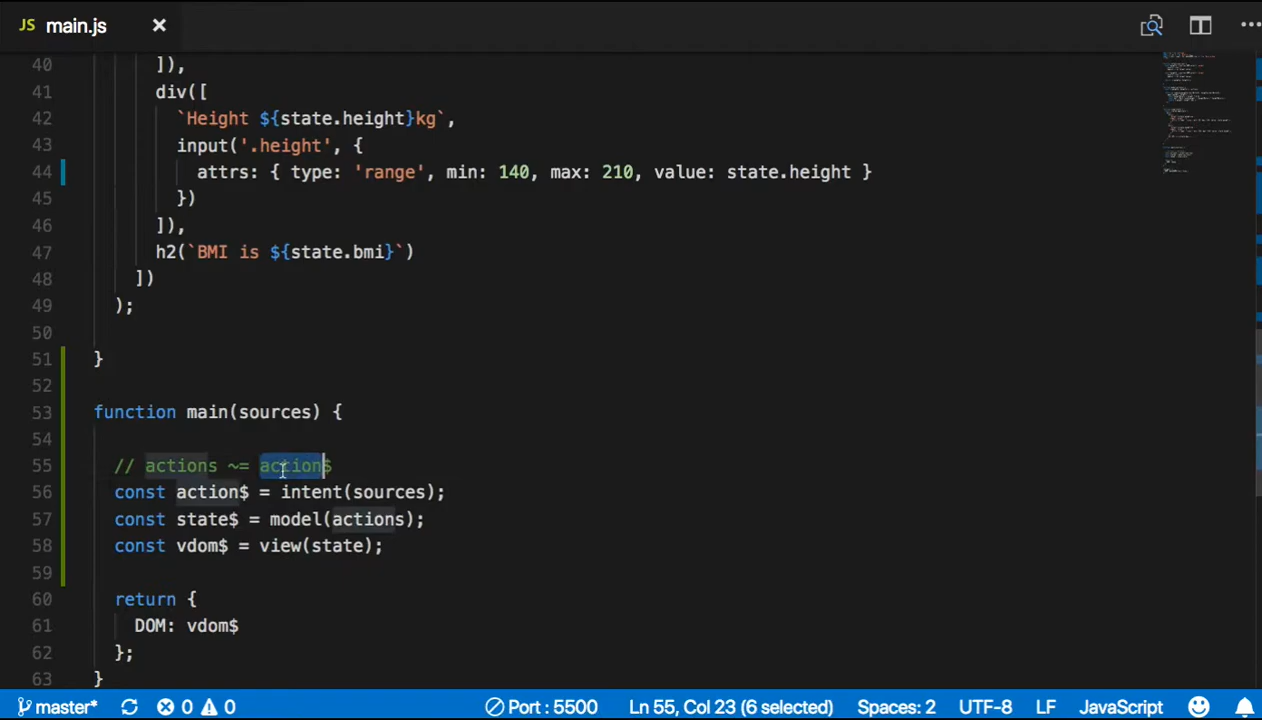 JS main.js ×
40 ]),
41 div([
42 `Height ${state.height}kg`,
43 input('.height', {
44 attrs: { type: 'range', min: 140, max: 210, value: state.height }
45 })
46 ]),
47 h2(`BMI is ${state.bmi}`)
48 ])
49 );
50
51 }
52
53 function main(sources) {
54
55 // actions ~= action$
56 const action$ = intent(sources);
57 const state$ = model(actions);
58 const vdom$ = view(state);
59
60 return {
61 DOM: vdom$
62 };
63 }
master* 0 0 Port : 5500 Ln 55, Col 23 (6 selected) Spaces: 2 UTF-8 LF JavaScript